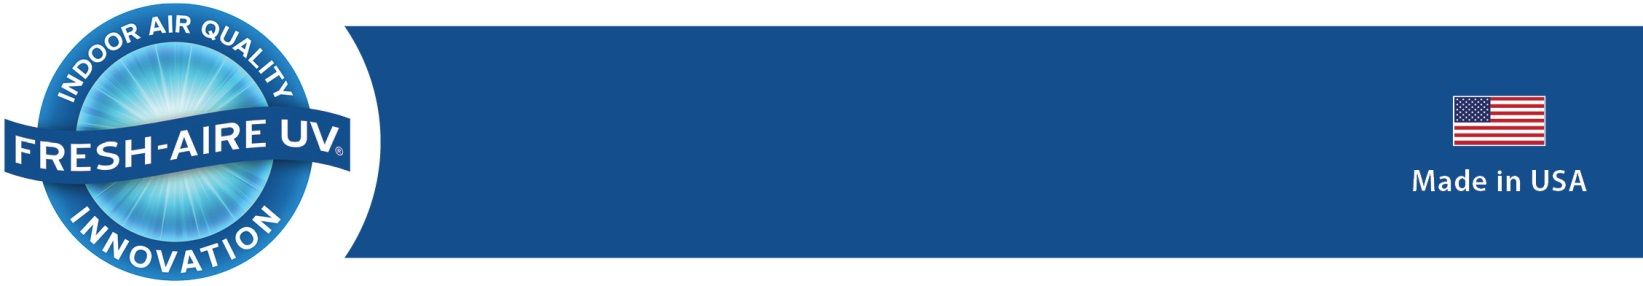 INDOOR AIR QUALITY
FRESH-AIRE UV®
INNOVATION
Made in USA